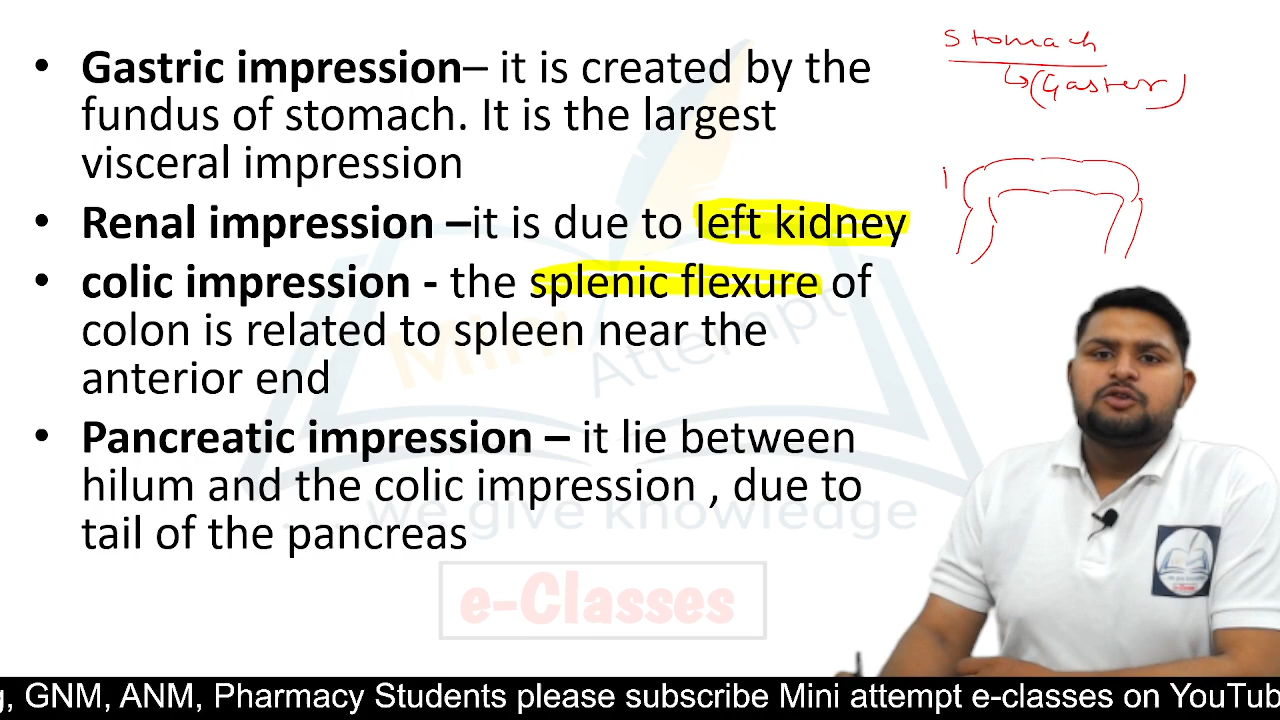 • Gastric impression– it is created by the
fundus of stomach. It is the largest
visceral impression
• Renal impression –it is due to left kidney
• colic impression - the splenic flexure of
colon is related to spleen near the
anterior end
• Pancreatic impression – it lie between
hilum and the colic impression , due to
tail of the pancreas
Stomach
(Gaster)
Mini
Attempt
we give knowledge
e-Classes
g, GNM, ANM, Pharmacy Students please subscribe Mini attempt e-classes on YouTub